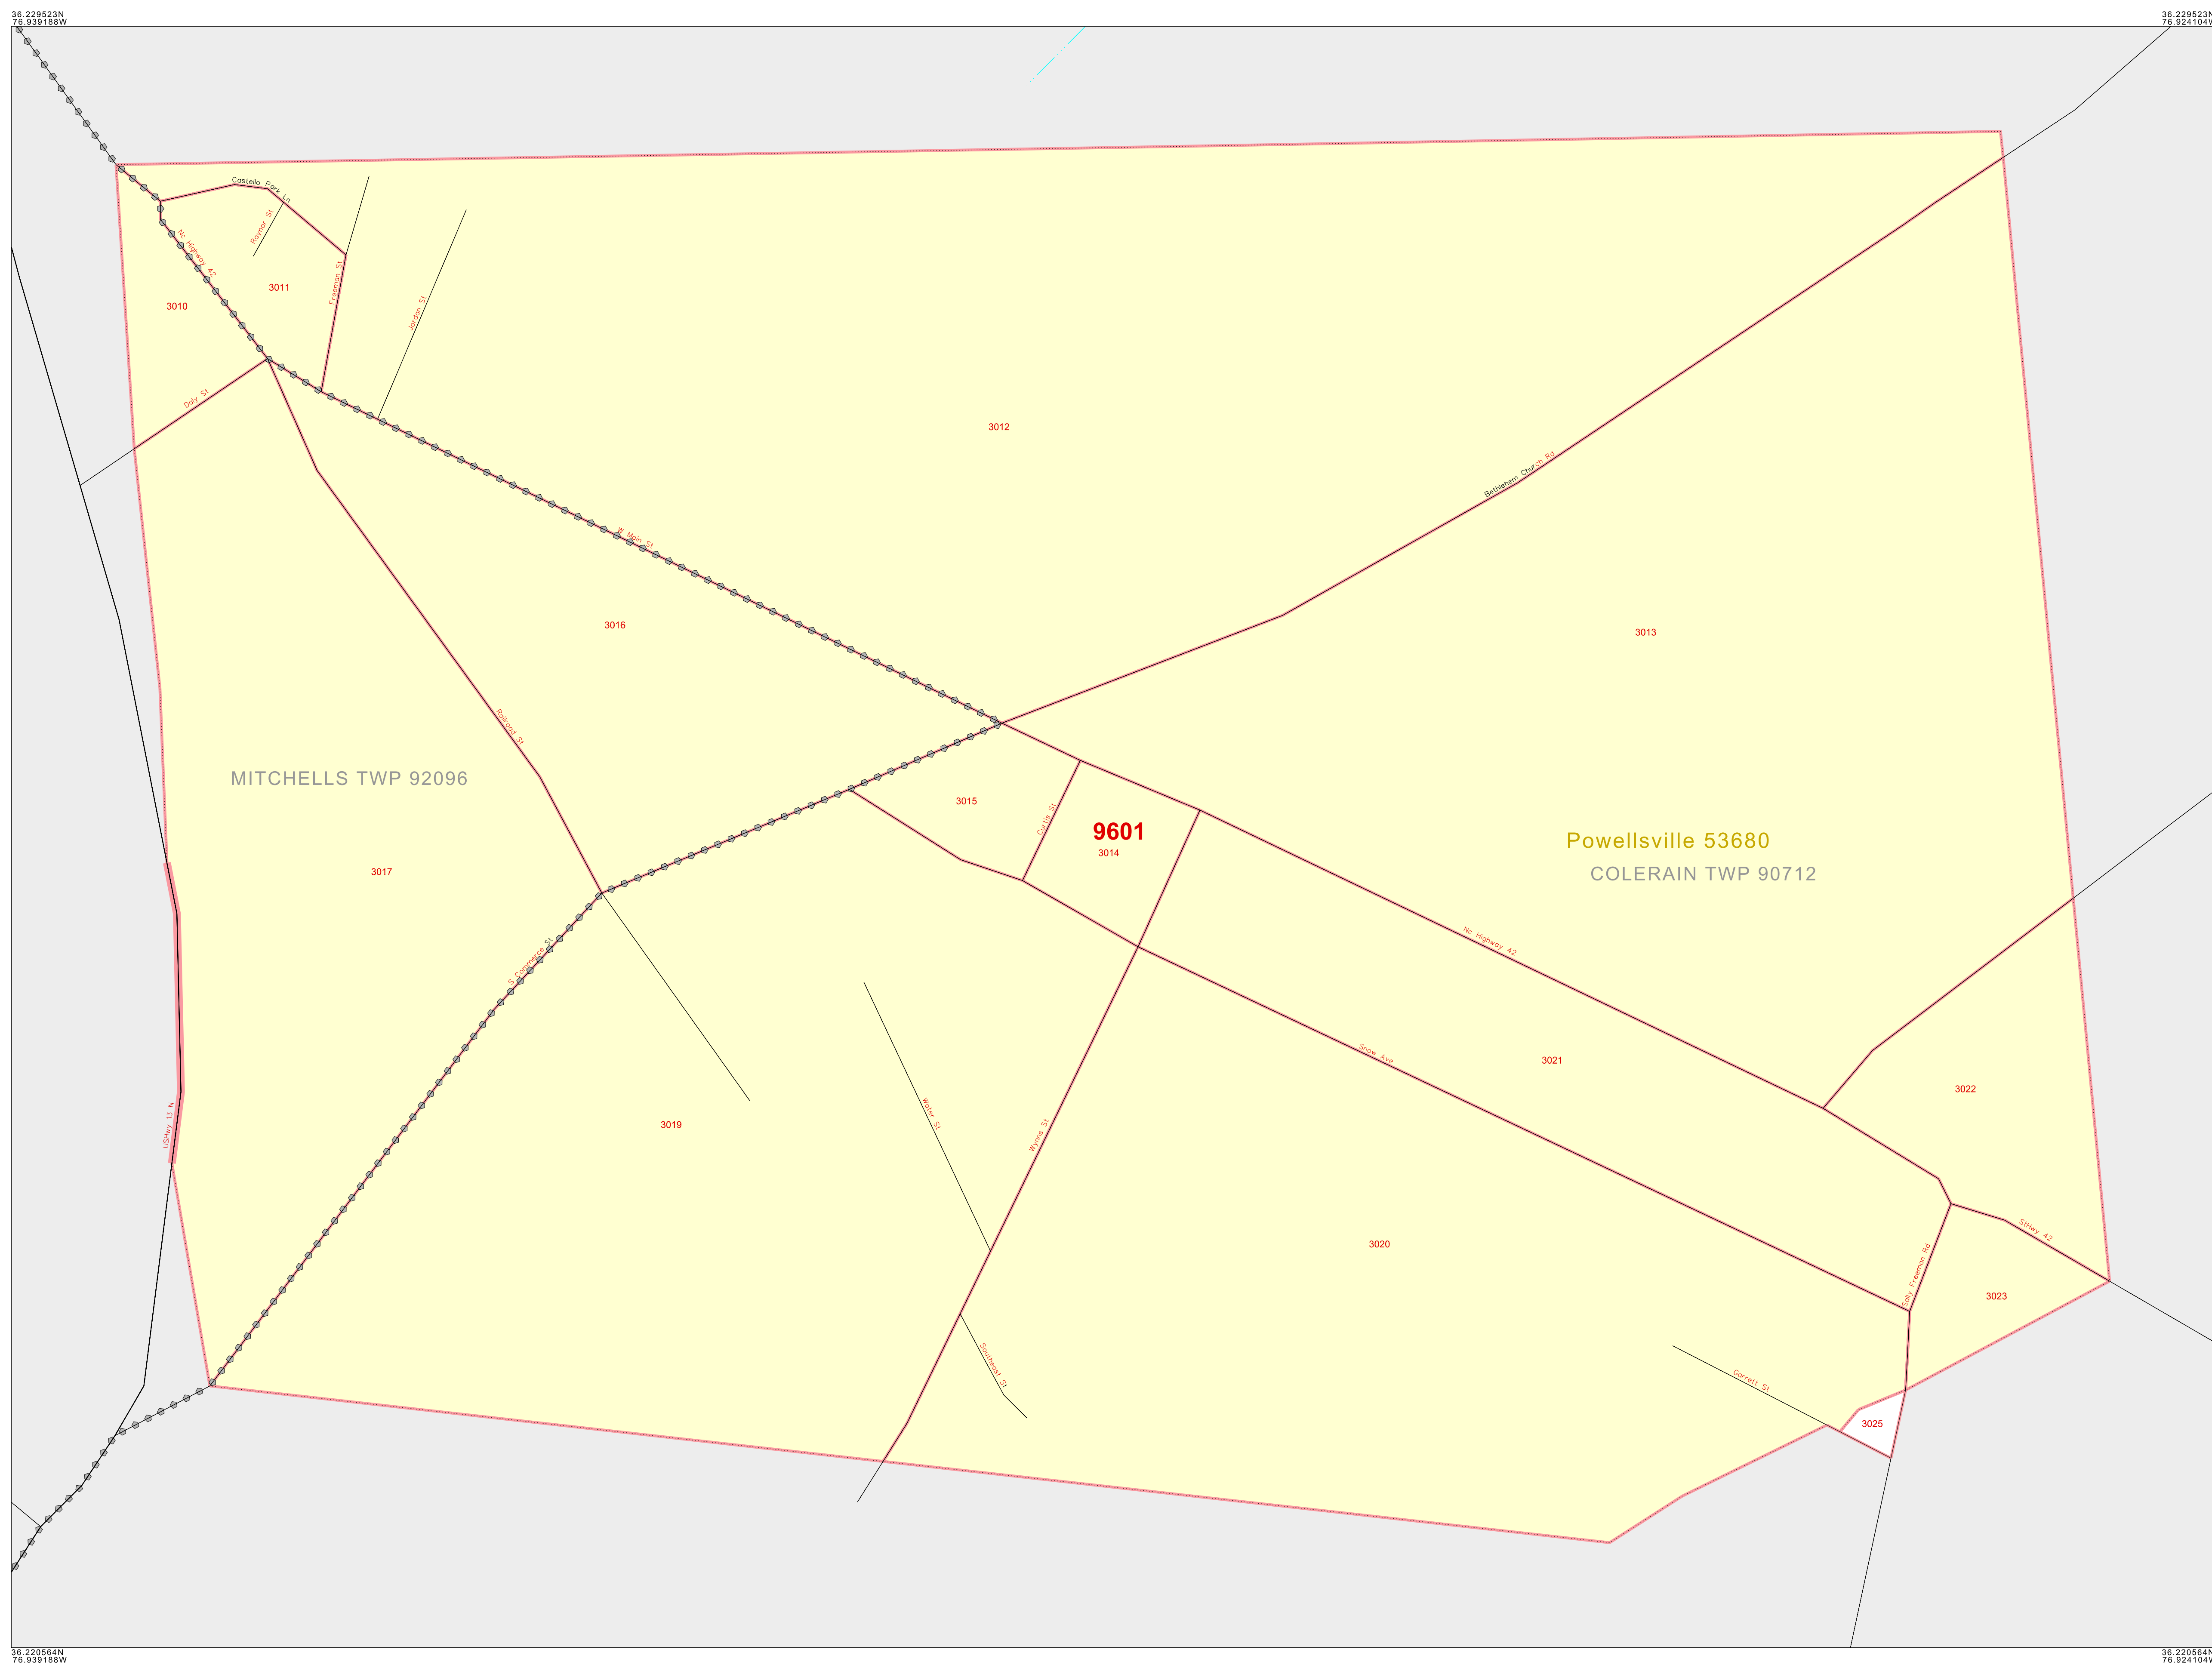 36.229523N
76.939188W
36.229523N
76.924104W
Castello Park Ln
Raynor St
Nc Highway 42
Freeman St
3011
3010
Jordan St
Daly St
3012
Bethlehem Church Rd
W Main St
3016
3013
Railroad St
MITCHELLS TWP 92096
3015
Curtis St
9601
3014
Powellsville 53680
COLERAIN TWP 90712
3017
Nc Highway 42
S Commerce St
Snow Ave
3021
3022
USHwy 13 N
3019
Water St
Wynns St
3020
StHwy 42
Sally Freeman Rd
3023
Southeast St
Garrett St
3025
36.220564N
76.939188W
36.220564N
76.924104W